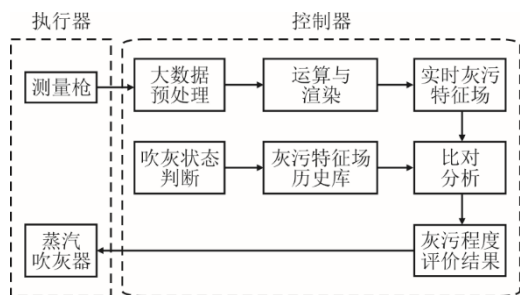 执行器
控制器
测量枪
大数据
预处理
运算与
渲染
实时灰污
特征场
吹灰状态
判断
灰污特征场
历史库
比对
分析
蒸汽
吹灰器
灰污程度
评价结果